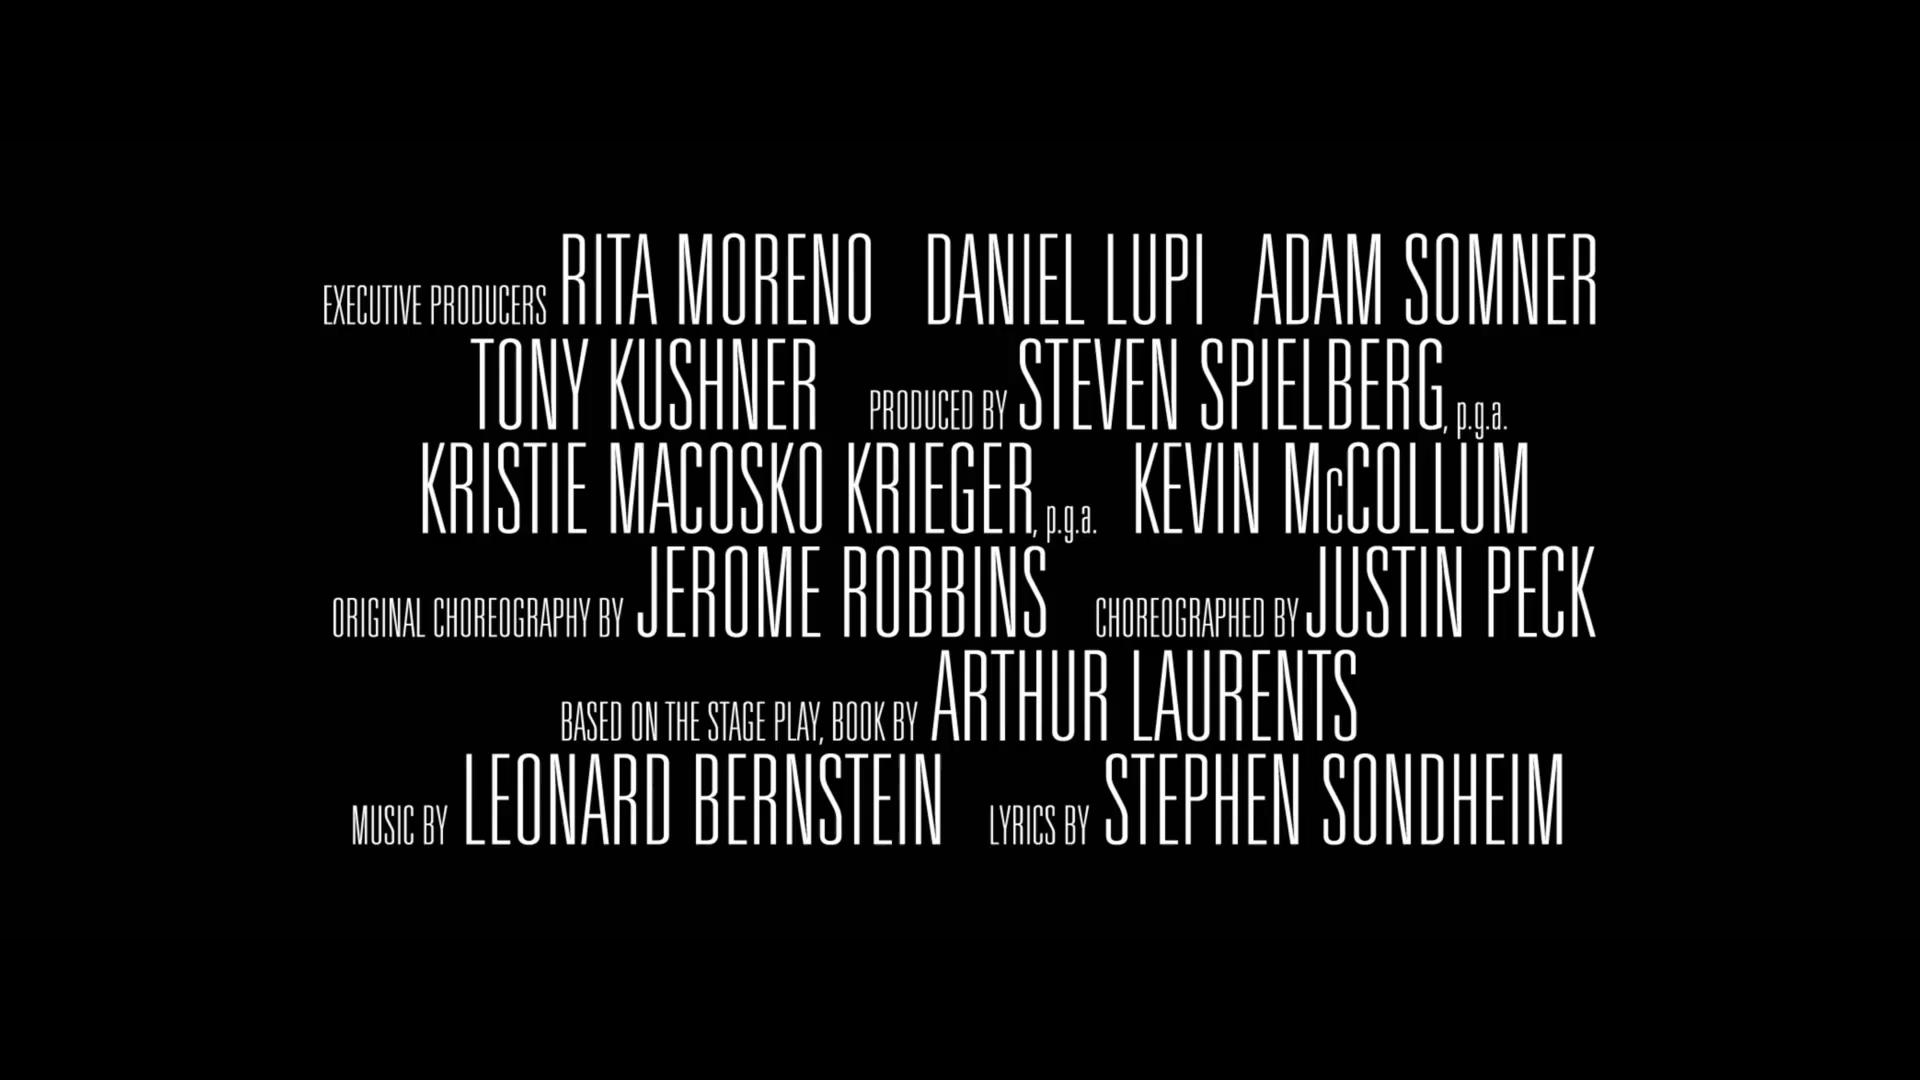 EXECUTIVE PRODUCERS RITA MORENO DANIEL LUPI ADAM SOMNER
TONY KUSHNER PRODUCED BY STEVEN SPIELBERG, p.g.a.
KRISTIE MACOSKO KRIEGER, p.g.a. KEVIN McCOLLUM
ORIGINAL CHOREOGRAPHY BY JEROME ROBBINS CHOREOGRAPHED BY JUSTIN PECK
BASED ON THE STAGE PLAY, BOOK BY ARTHUR LAURENTS
MUSIC BY LEONARD BERNSTEIN LYRICS BY STEPHEN SONDHEIM